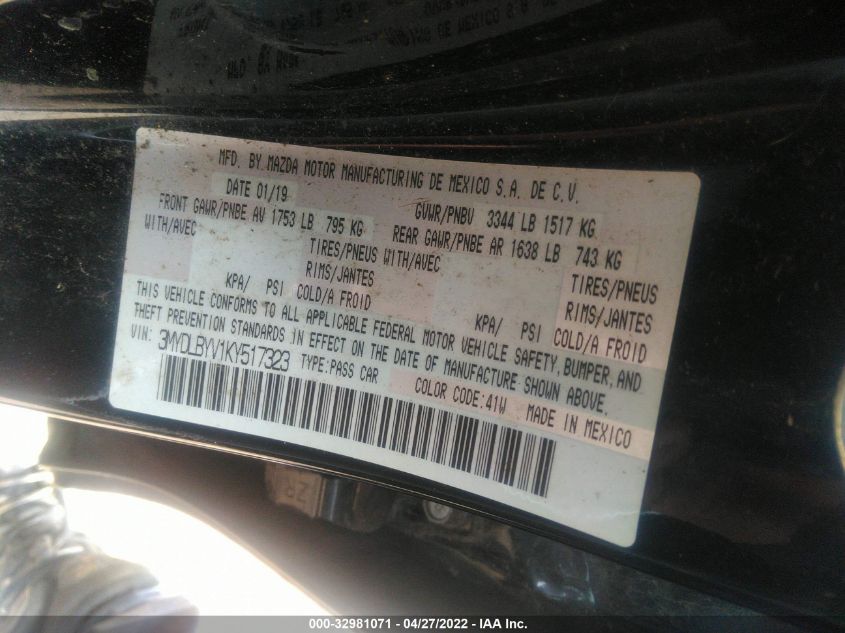 MFD. BY MAZDA MOTOR MANUFACTURING DE MEXICO S.A. DE C.V.
DATE 01/19 GVWR/PNBV 3344 LB 1517 KG
FRONT GAWR/PNBE AV 1753 LB 795 KG REAR GAWR/PNBE AR 1638 LB 743 KG
WITH/AVEC TIRES/PNEUS WITH/AVEC TIRES/PNEUS
RIMS/JANTES RIMS/JANTES
KPA/ PSI COLD/A FROID KPA/ PSI COLD/A FROID
THIS VEHICLE CONFORMS TO ALL APPLICABLE FEDERAL MOTOR VEHICLE SAFETY, BUMPER, AND
THEFT PREVENTION STANDARDS IN EFFECT ON THE DATE OF MANUFACTURE SHOWN ABOVE.
VIN: 3MYDLBYV1KY517323 TYPE:PASS CAR
COLOR CODE:41W MADE IN MEXICO
ZR
000-32981071 - 04/27/2022 - IAA Inc.